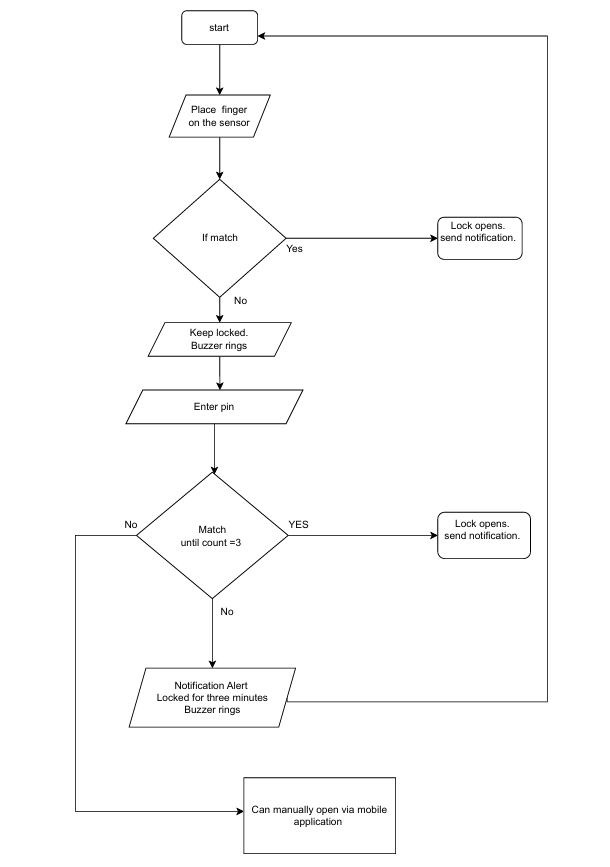 start
Place finger
on the sensor
If match
Yes
Lock opens.
send notification.
No
Keep locked.
Buzzer rings
Enter pin
No
Match
until count =3
YES
Lock opens.
send notification.
No
Notification Alert
Locked for three minutes
Buzzer rings
Can manually open via mobile
application